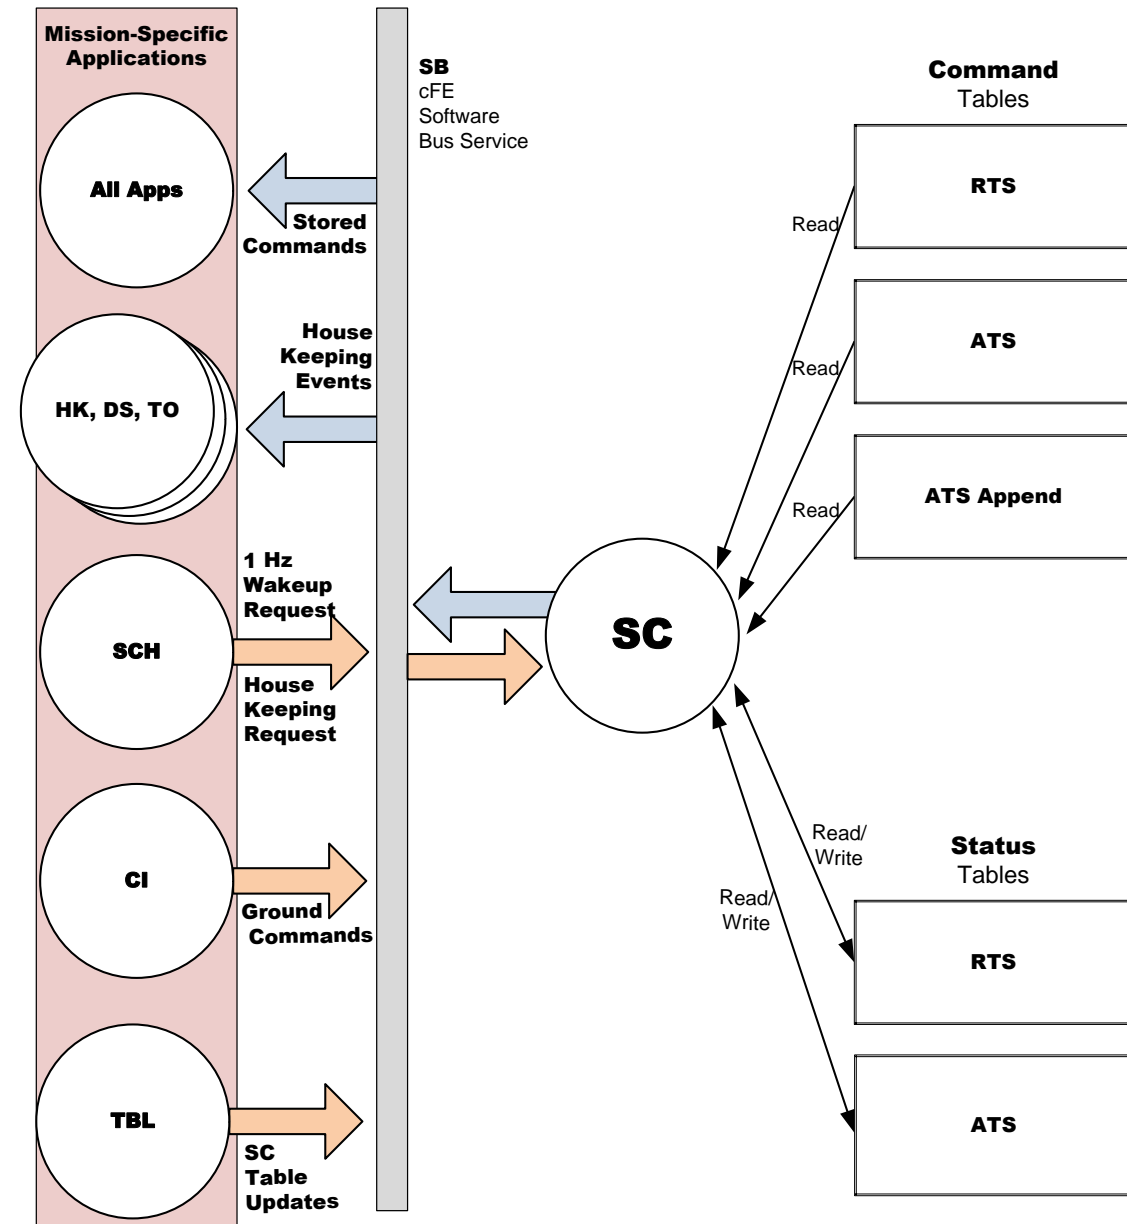 Mission-Specific
Applications
All Apps
Stored
Commands
House
Keeping
Events
HK, DS, TO
1 Hz
Wakeup
Request
SCH
House
Keeping
Request
CI
Ground
Commands
TBL
SC
Table
Updates
SB
cFE
Software
Bus Service
SC
Command
Tables
RTS
Read
ATS
Read
ATS Append
Read
Read/
Write
Read/
Write
Status
Tables
RTS
ATS